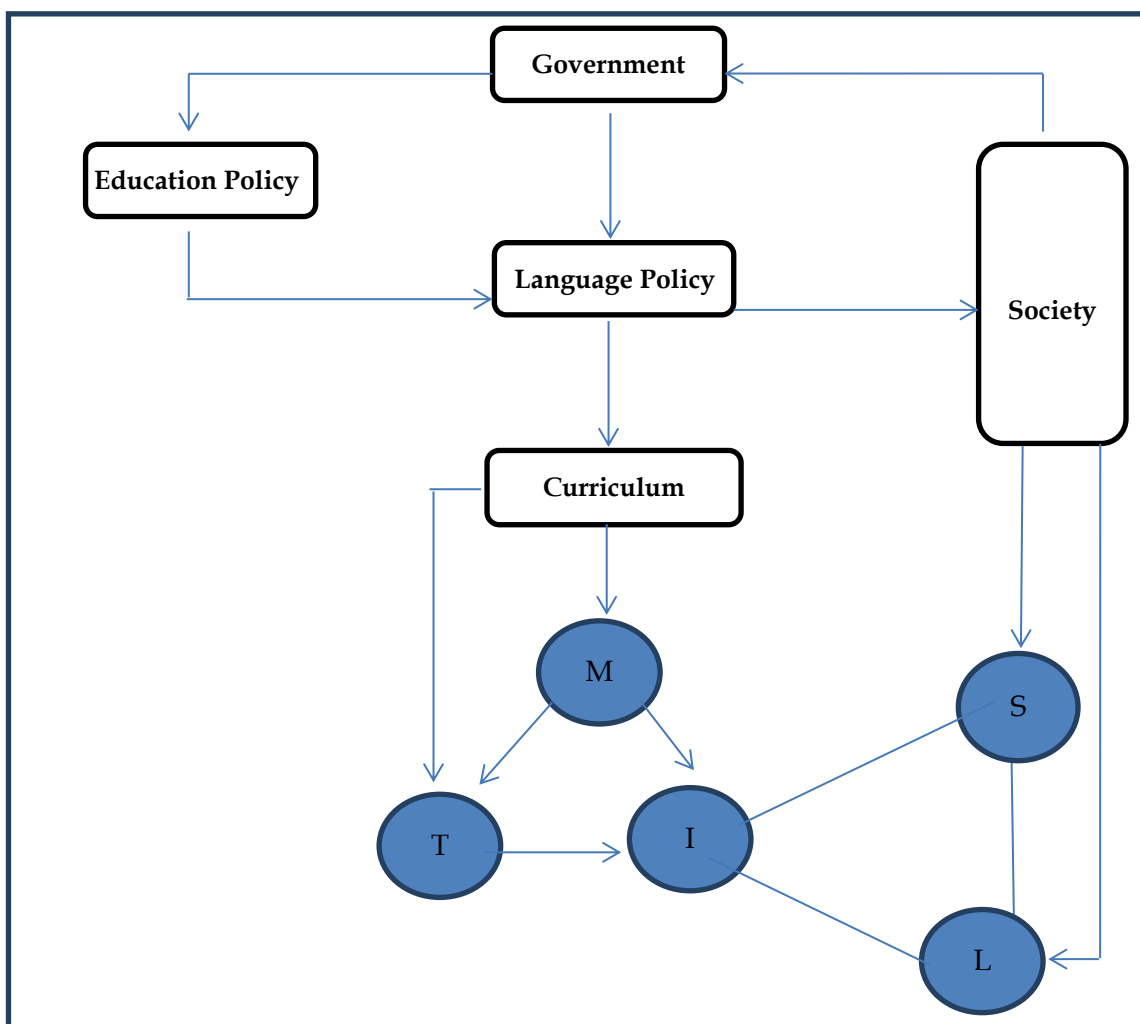 Government
Education Policy
Language Policy
Society
Curriculum
M
S
T
I
L